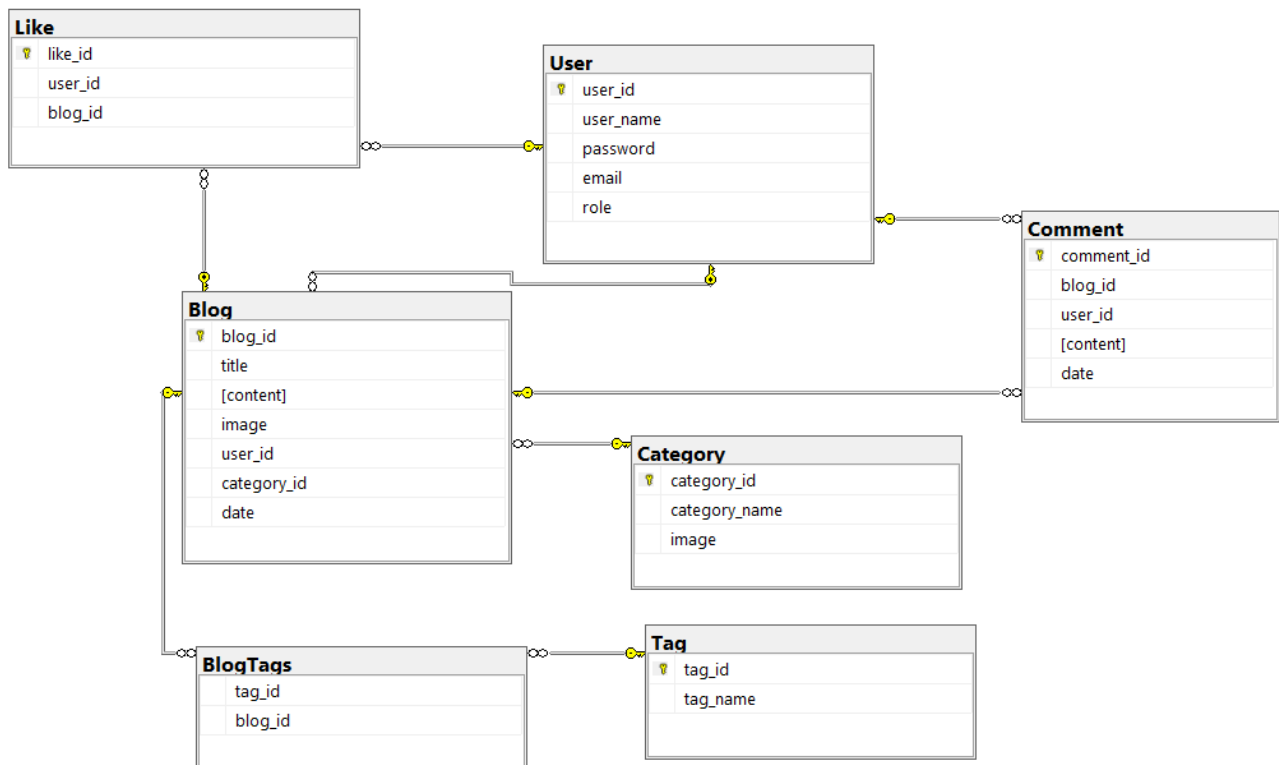 Like
like_id
user_id
blog_id
User
user_id
user_name
password
email
role
Comment
comment_id
blog_id
user_id
[content]
date
Blog
blog_id
title
[content]
image
user_id
category_id
date
Category
category_id
category_name
image
BlogTags
tag_id
blog_id
Tag
tag_id
tag_name